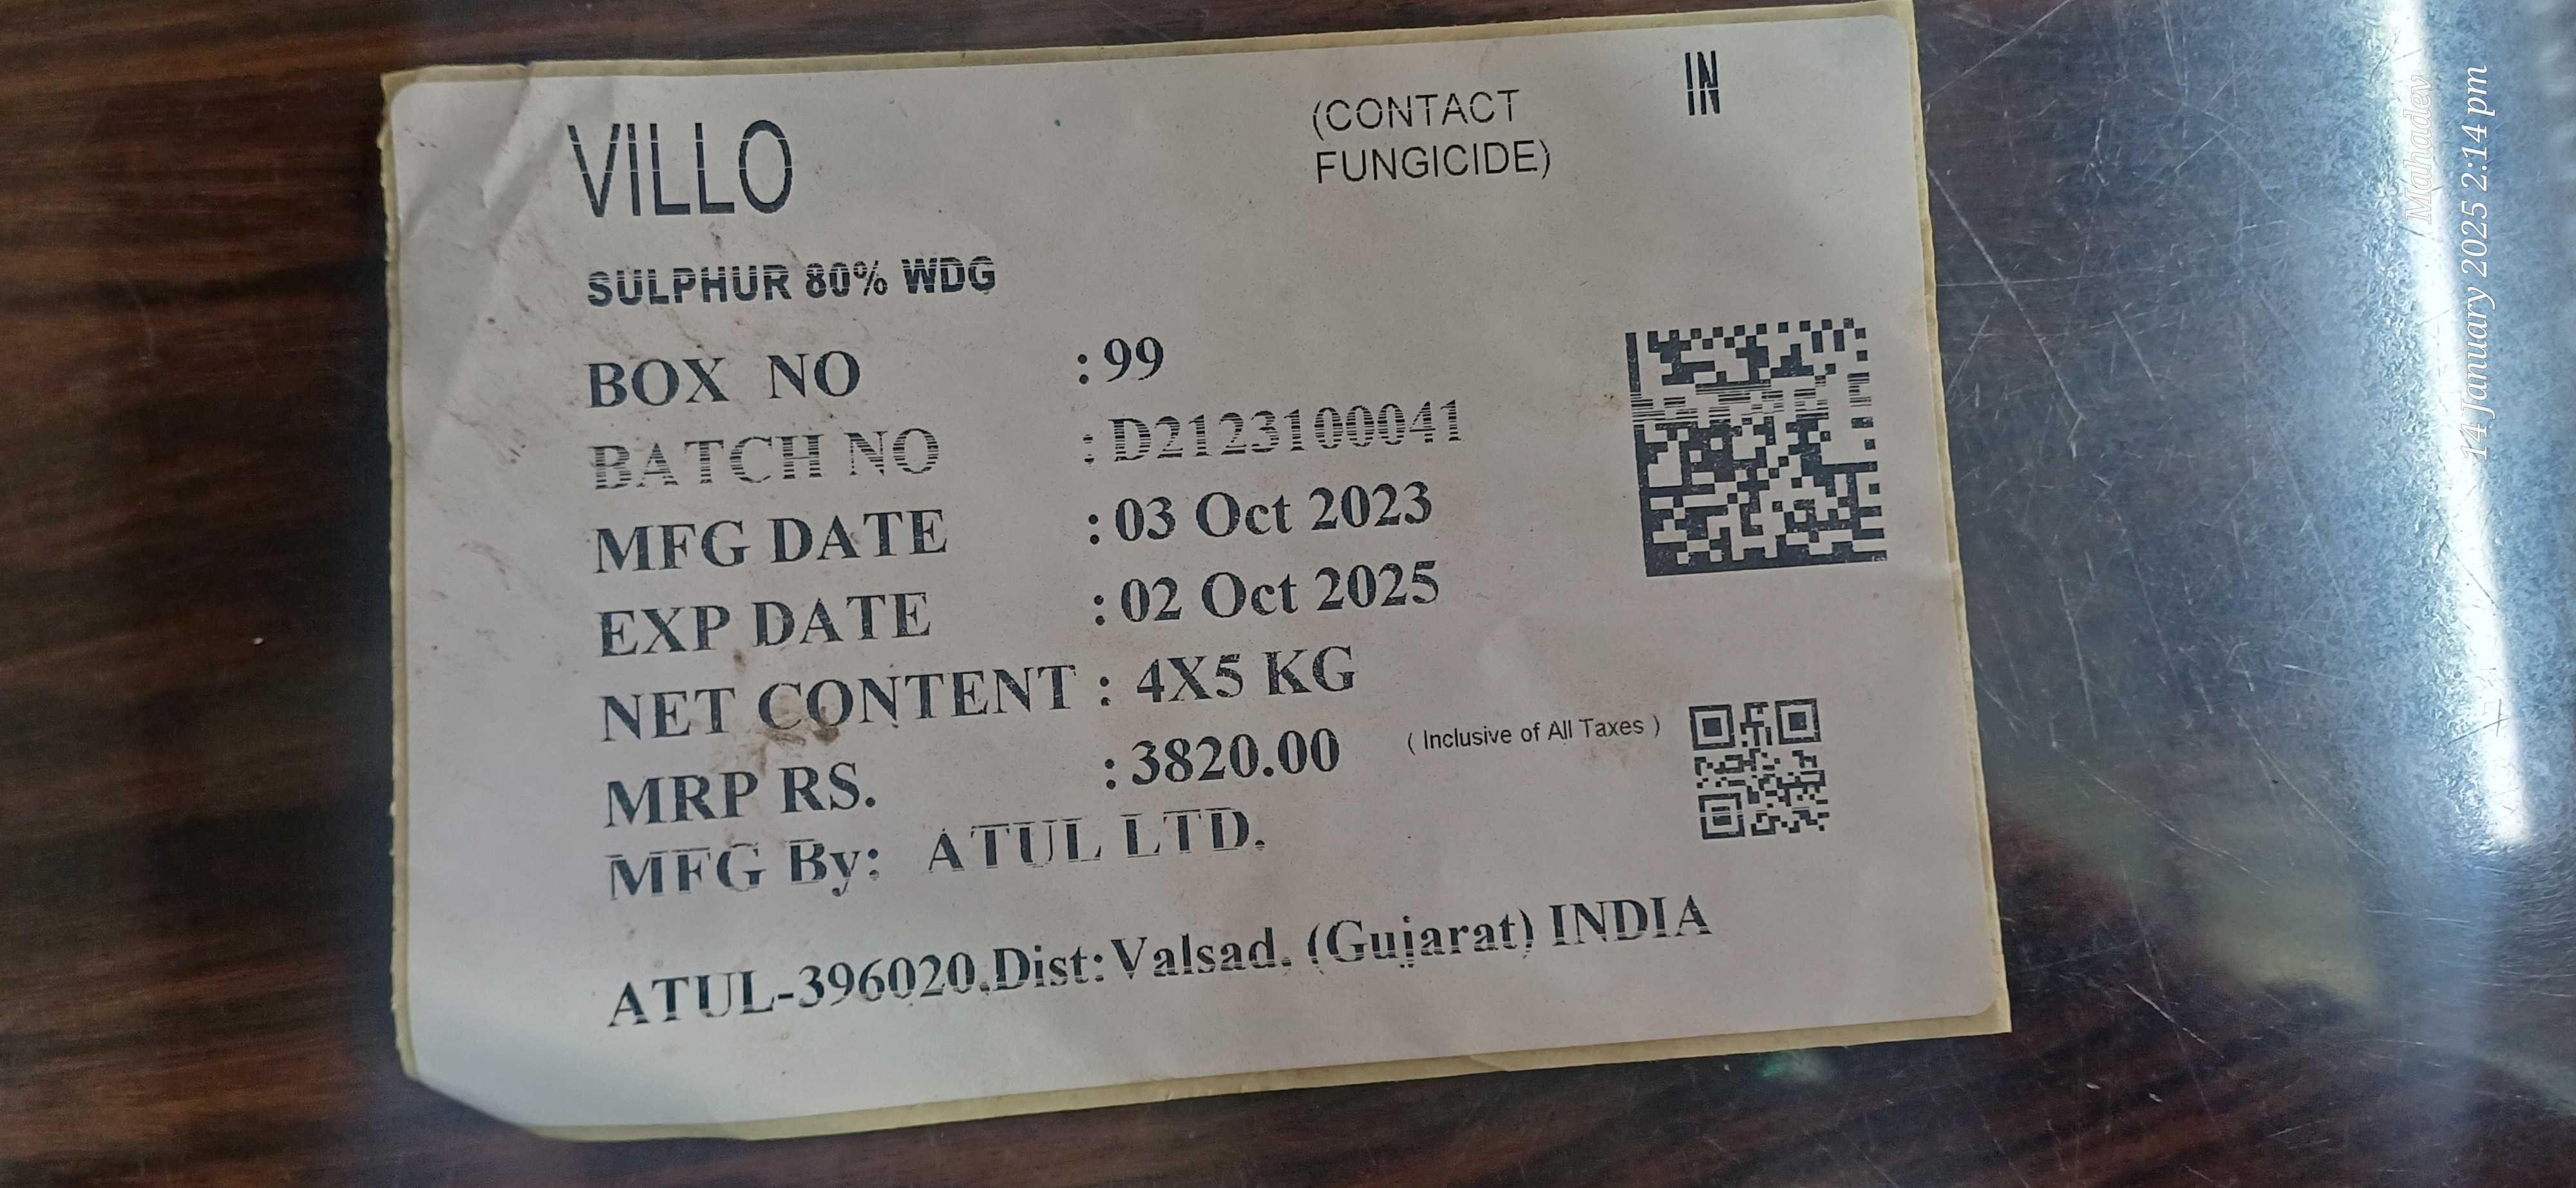 VILLO
(CONTACT
FUNGICIDE)
IN
SULPHUR 80% WDG
BOX NO : 99
BATCH NO : D2123100041
MFG DATE : 03 Oct 2023
EXP DATE : 02 Oct 2025
NET CONTENT : 4X5 KG
MRP RS. : 3820.00 ( Inclusive of All Taxes )
MFG By: ATUL LTD.
ATUL-396020.Dist:Valsad. (Gujarat) INDIA
Mahadev
14 January 2025 2:14 pm